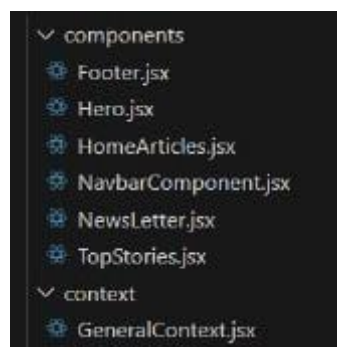 components
Footer.jsx
Hero.jsx
HomeArticles.jsx
NavbarComponent.jsx
NewsLetter.jsx
TopStories.jsx
context
GeneralContext.jsx